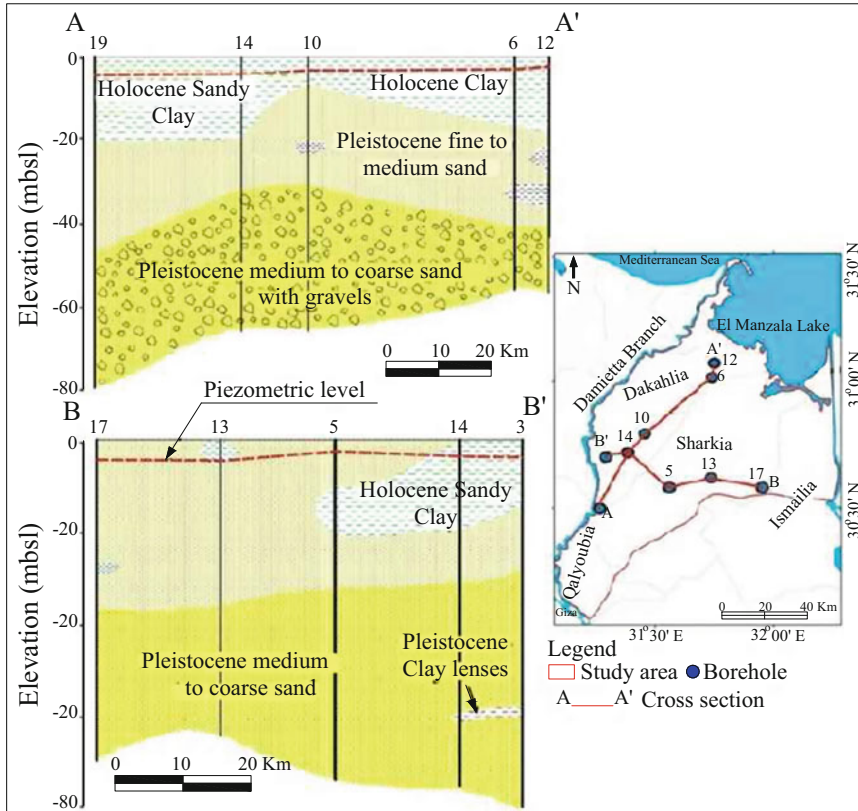 A
A'
19
14
10
6
12
0
-20
-40
-60
-80
Elevation (mbsl)
Holocene Sandy
Clay
Holocene Clay
Pleistocene fine to
medium sand
Pleistocene medium to coarse sand
with gravels
0
10
20 Km
B
Piezometric level
B'
17
13
5
14
3
0
-20
-20
-20
-80
Elevation (mbsl)
Holocene Sandy
Clay
Pleistocene medium
to coarse sand
Pleistocene
Clay lenses
0
10
20 Km
Mediterranean Sea
N
El Manzala Lake
Damietta Branch
A'
12
Dakahlia
6
10
B'
14
Sharkia
5
13
17
B
A
Ismailia
Qalyoubia
Giza
0
20
40 Km
31°30' N
31°00' N
30°30' N
31°30' E
32°00' E
Legend
Study area
Borehole
A____A' Cross section